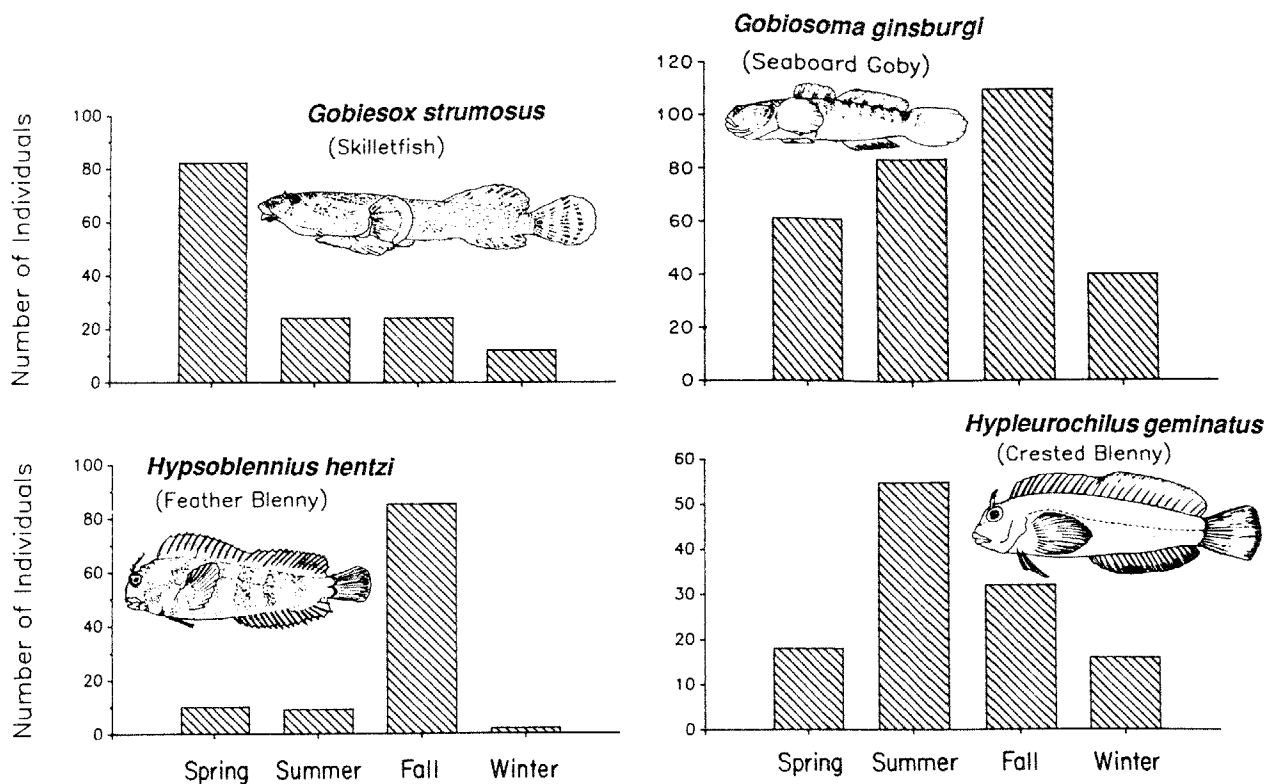 Gobiesox strumosus
(Skilletfish)
Number of Individuals
100
80
60
40
20
0
Gobiosoma ginsburgi
(Seaboard Goby)
120
100
80
60
40
20
0
Hypsoblennius hentzi
(Feather Blenny)
Number of Individuals
100
80
60
40
20
0
Spring Summer Fall Winter
Hypleurochilus geminatus
(Crested Blenny)
60
50
40
30
20
10
0
Spring Summer Fall Winter